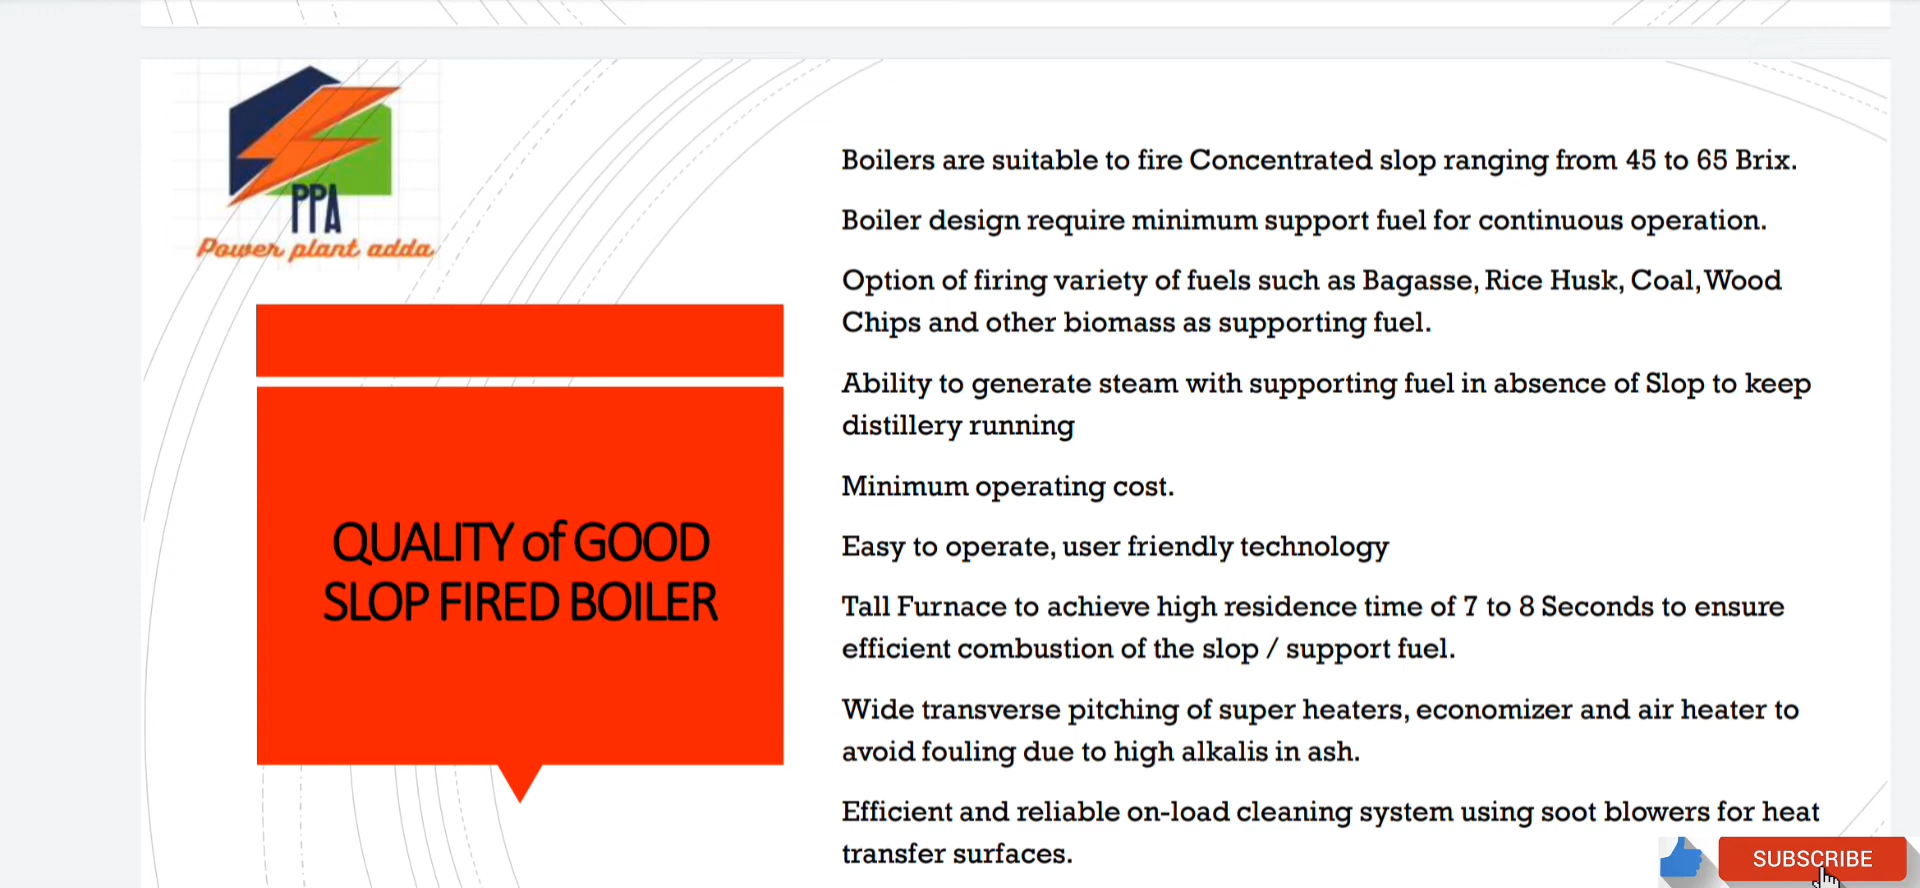 PPA
Power plant adda
QUALITY of GOOD
SLOP FIRED BOILER
Boilers are suitable to fire Concentrated slop ranging from 45 to 65 Brix.
Boiler design require minimum support fuel for continuous operation.
Option of firing variety of fuels such as Bagasse, Rice Husk, Coal, Wood
Chips and other biomass as supporting fuel.
Ability to generate steam with supporting fuel in absence of Slop to keep
distillery running
Minimum operating cost.
Easy to operate, user friendly technology
Tall Furnace to achieve high residence time of 7 to 8 Seconds to ensure
efficient combustion of the slop / support fuel.
Wide transverse pitching of super heaters, economizer and air heater to
avoid fouling due to high alkalis in ash.
Efficient and reliable on-load cleaning system using soot blowers for heat
transfer surfaces.
SUBSCRIBE